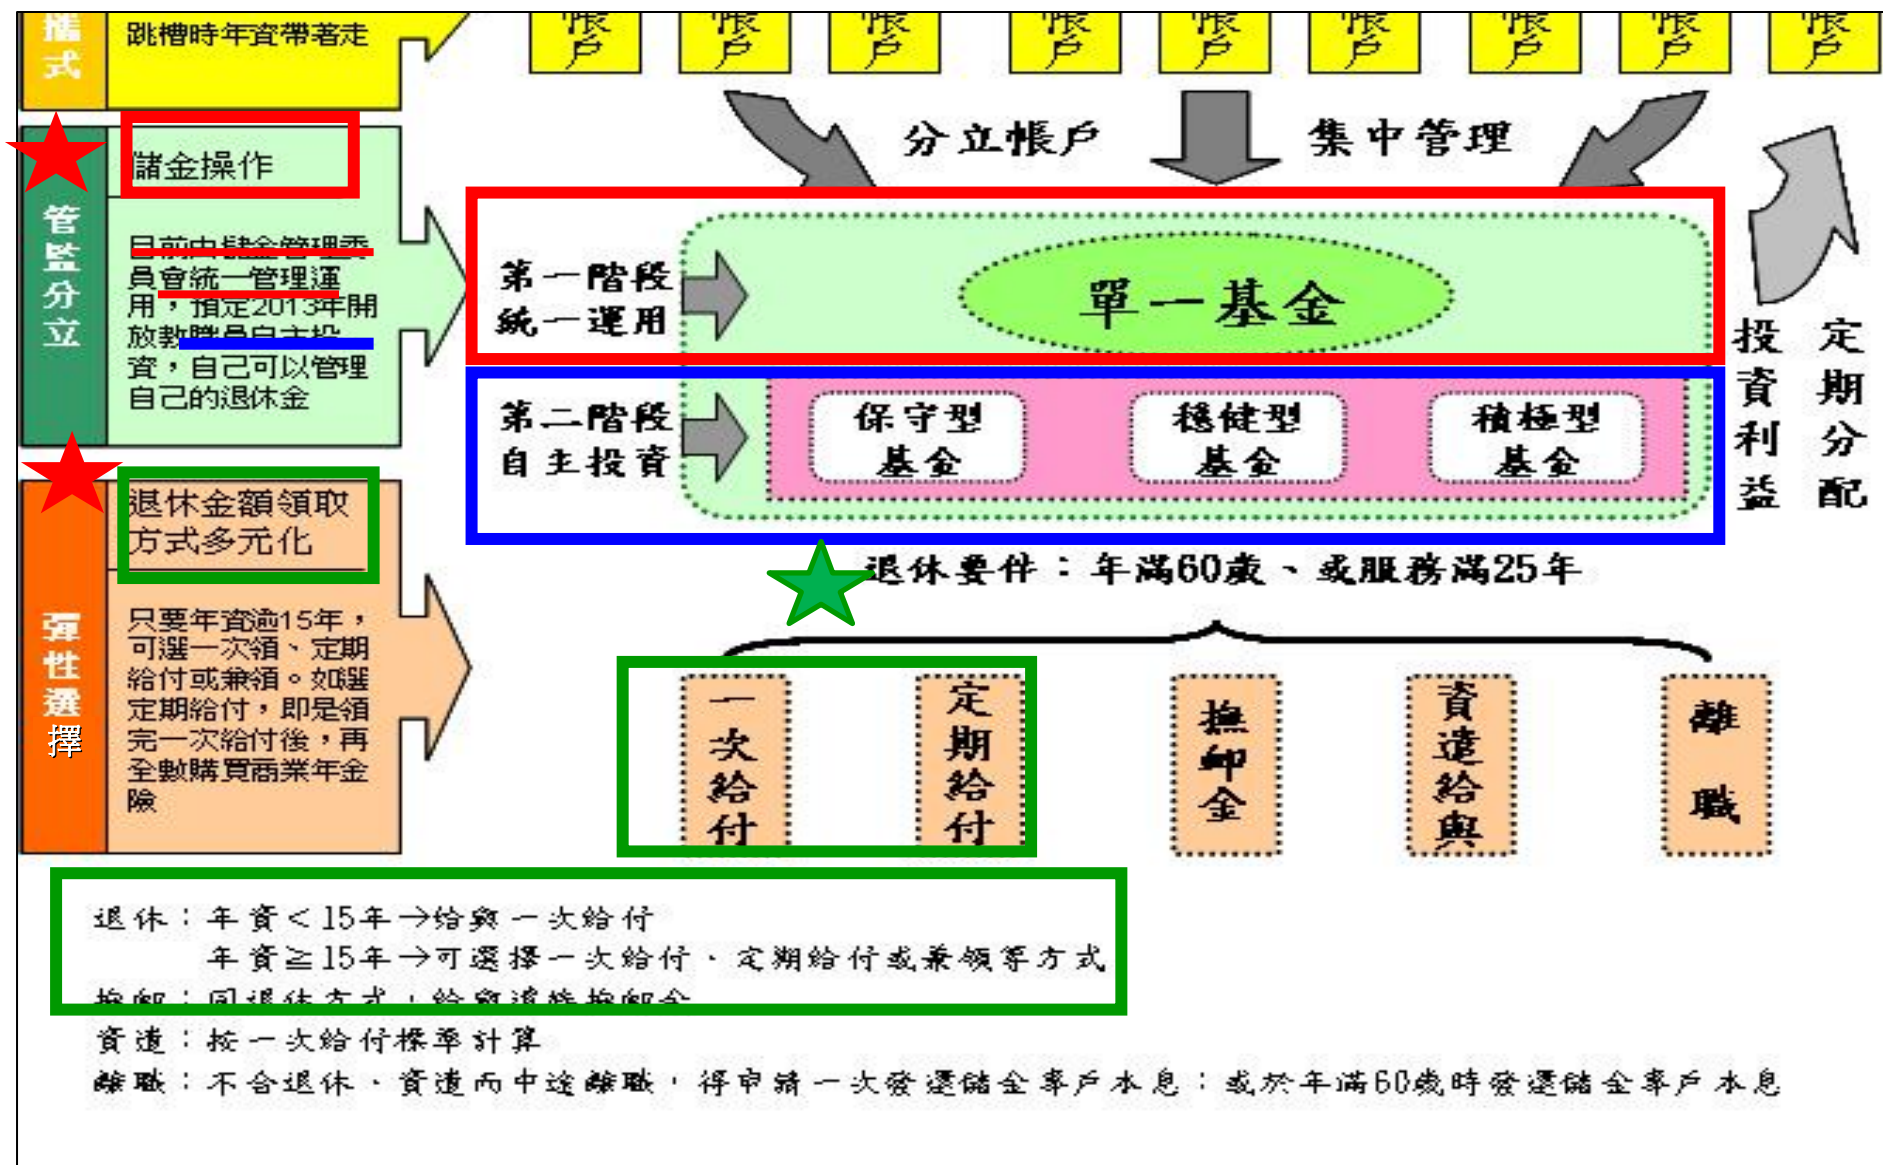 式
跳槽時年資帶著走
帳戶
帳戶
帳戶
帳戶
帳戶
帳戶
帳戶
帳戶
帳戶
分立帳戶
集中管理
管監分立
儲金操作
目前由儲金管理委
員會統一管理運
用，預定2013年開
放教職員自主投
資，自己可以管理
自己的退休金
第一階段
統一運用
單一基金
第二階段
自主投資
保守型
基金
穩健型
基金
積極型
基金
投資利益
定期分配
彈性選擇
退休金額領取
方式多元化
只要年資逾15年，
可選一次領、定期
給付或兼領。如選
定期給付，即是領
完一次給付後，再
全數購買商業年金
險
退休要件：年滿60歲、或服務滿25年
一次給付
定期給付
撫卹金
資遣給與
離職
退休：年資＜15年→給與一次給付
年資≧15年→可選擇一次給付、定期給付或兼領等方式
撫卹：同退休方式，給與遺族撫卹金
資遣：按一次給付標準計算
離職：不合退休、資遣而中途離職，得申請一次發還儲金專戶本息；或於年滿60歲時發還儲金專戶本息